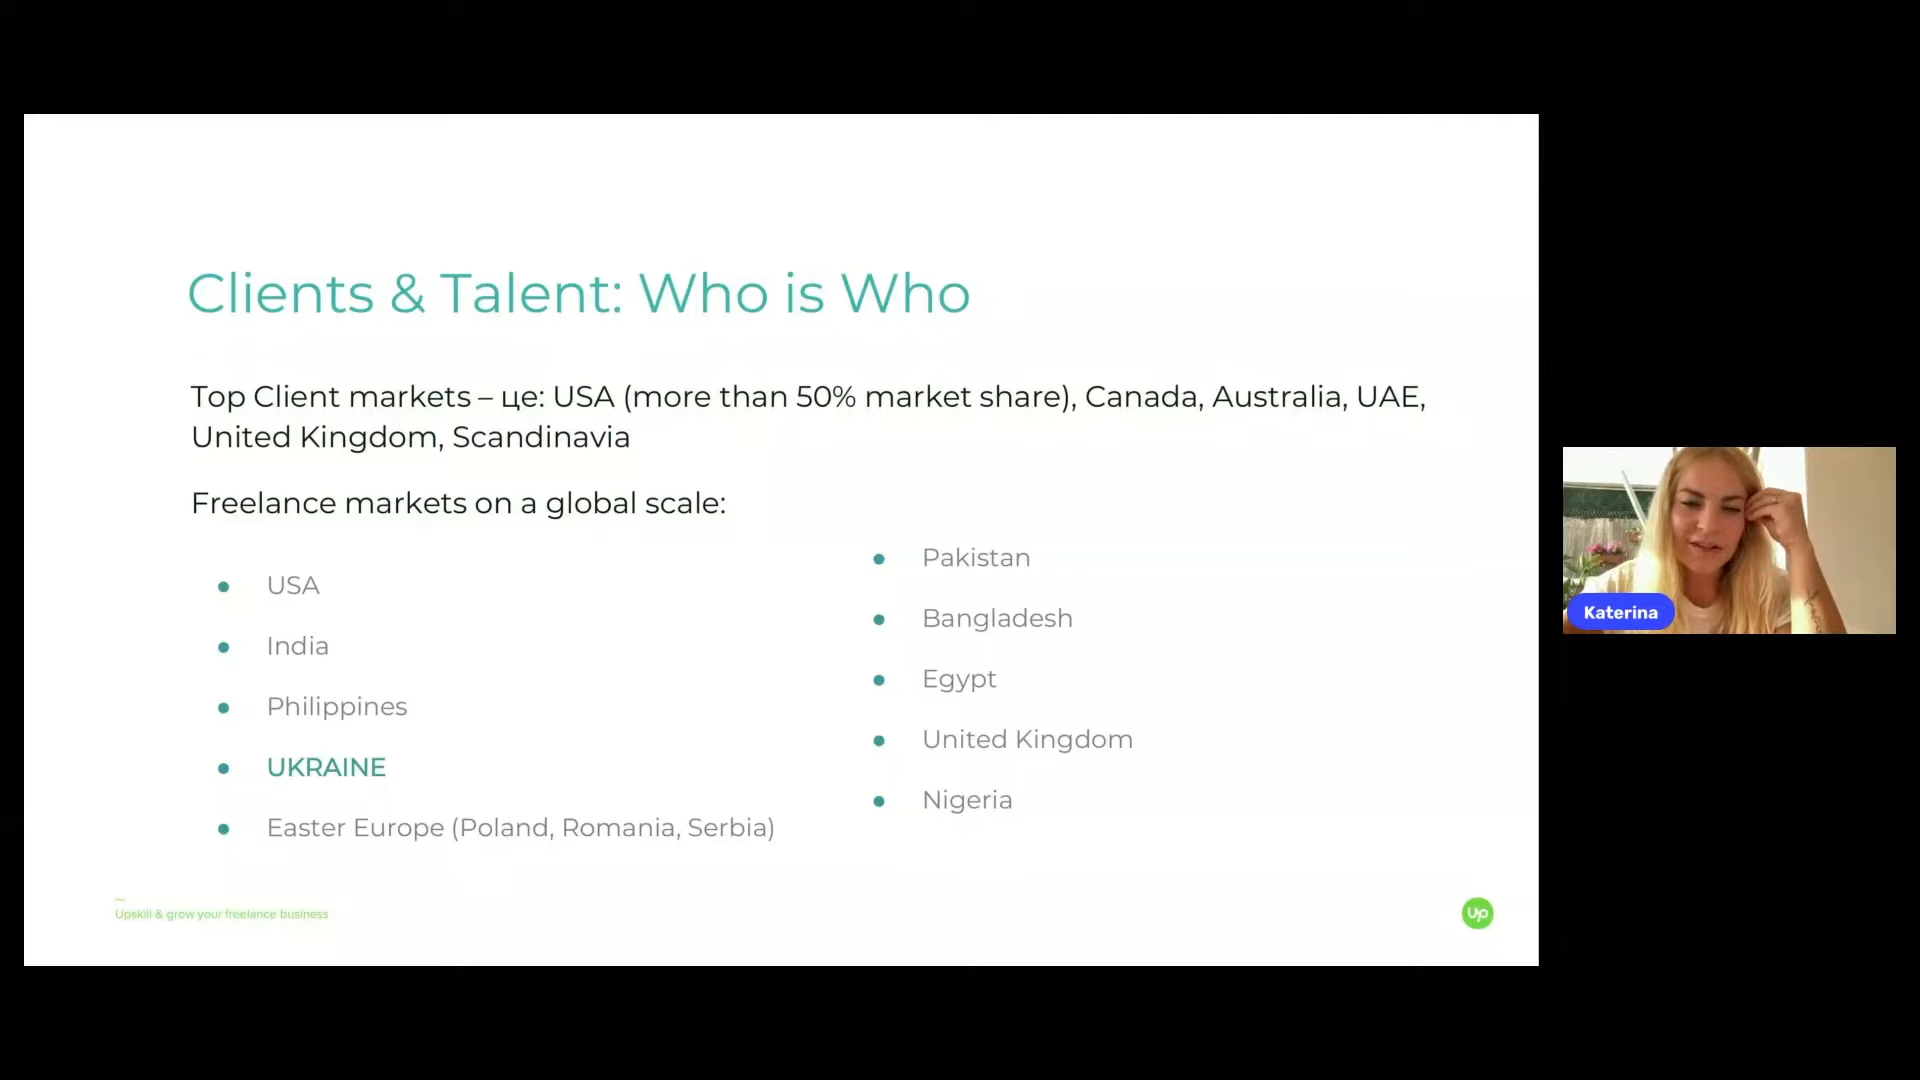 Clients & Talent: Who is Who
Top Client markets – це: USA (more than 50% market share), Canada, Australia, UAE,
United Kingdom, Scandinavia
Freelance markets on a global scale:
USA
India
Philippines
UKRAINE
Easter Europe (Poland, Romania, Serbia)
Pakistan
Bangladesh
Egypt
United Kingdom
Nigeria
Upskill & grow your freelance business
Up
Katerina